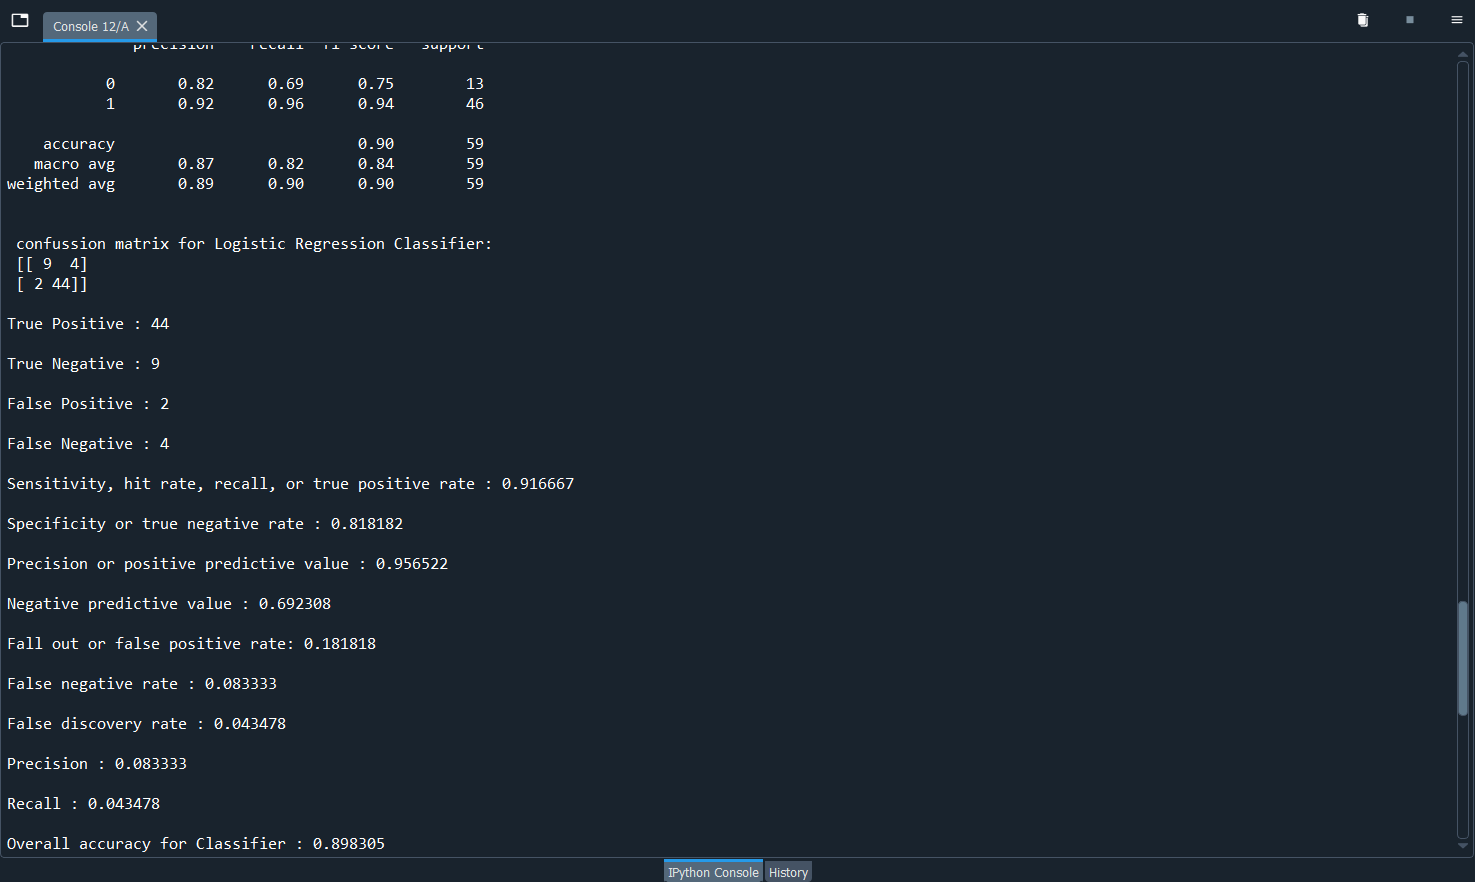 Console 12/A
precision recall f1-score support
0 0.82 0.69 0.75 13
1 0.92 0.96 0.94 46
accuracy 0.90 59
macro avg 0.87 0.82 0.84 59
weighted avg 0.89 0.90 0.90 59
confussion matrix for Logistic Regression Classifier:
[[ 9 4]
[ 2 44]]
True Positive : 44
True Negative : 9
False Positive : 2
False Negative : 4
Sensitivity, hit rate, recall, or true positive rate : 0.916667
Specificity or true negative rate : 0.818182
Precision or positive predictive value : 0.956522
Negative predictive value : 0.692308
Fall out or false positive rate: 0.181818
False negative rate : 0.083333
False discovery rate : 0.043478
Precision : 0.083333
Recall : 0.043478
Overall accuracy for Classifier : 0.898305
IPython Console History